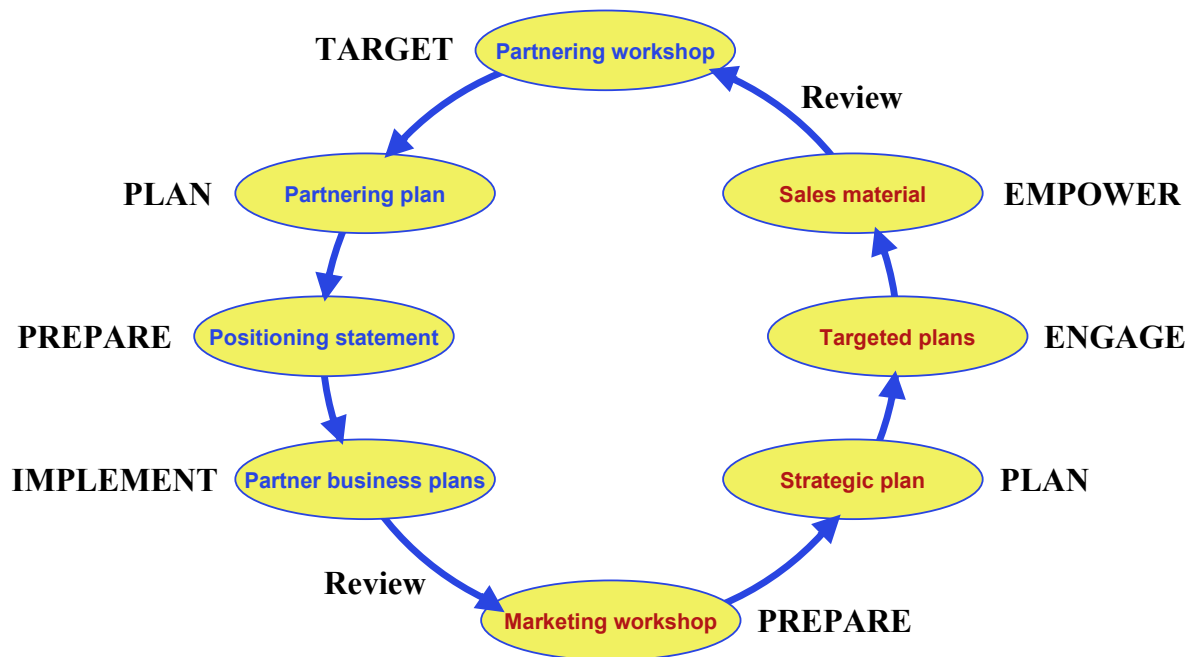 TARGET
Partnering workshop
Review
PLAN
Partnering plan
Sales material
EMPOWER
PREPARE
Positioning statement
Targeted plans
ENGAGE
IMPLEMENT
Partner business plans
Strategic plan
PLAN
Review
Marketing workshop
PREPARE